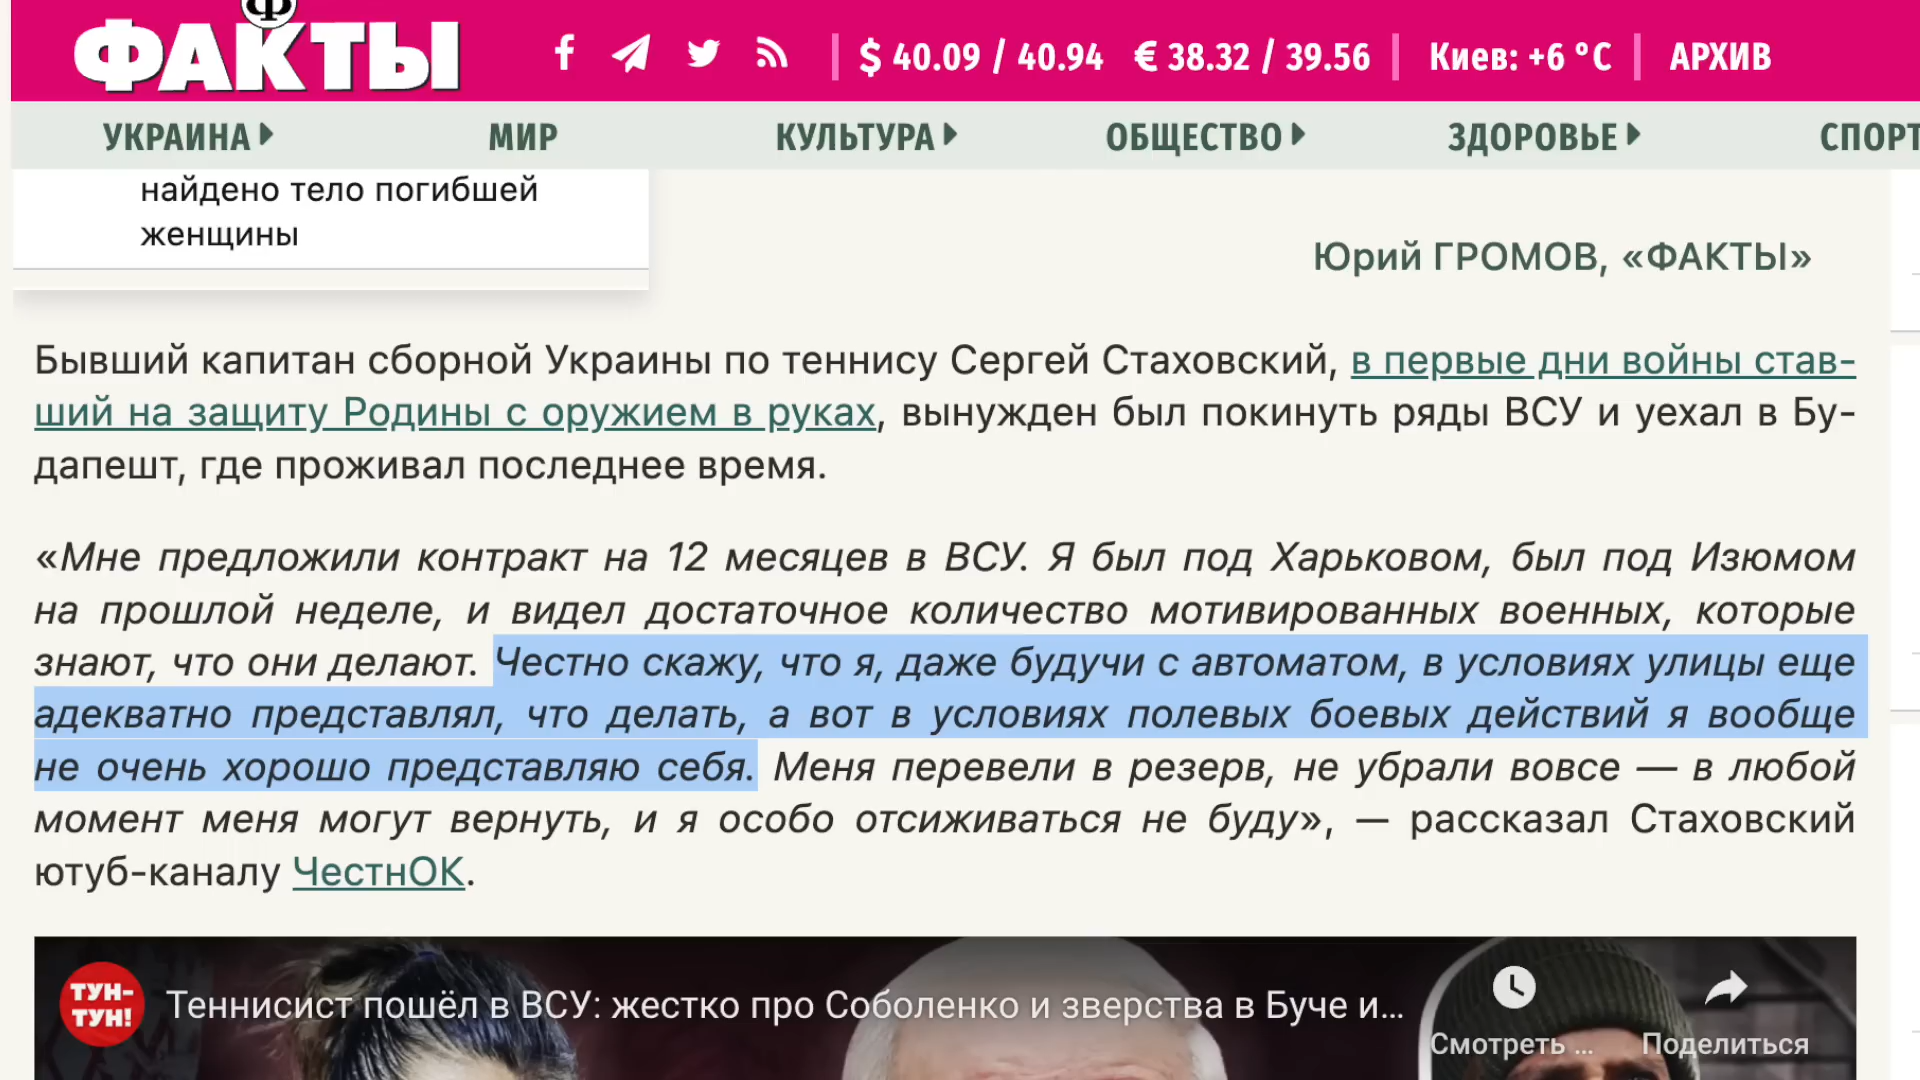 Ф
ФАКТЫ
$ 40.09 / 40.94 € 38.32 / 39.56 Киев: +6 °C АРХИВ
УКРАИНА МИР КУЛЬТУРА ОБЩЕСТВО ЗДОРОВЬЕ СПОРТ
найдено тело погибшей
женщины
Юрий ГРОМОВ, «ФАКТЫ»
Бывший капитан сборной Украины по теннису Сергей Стаховский, в первые дни войны став-
ший на защиту Родины с оружием в руках, вынужден был покинуть ряды ВСУ и уехал в Бу-
дапешт, где проживал последнее время.
«Мне предложили контракт на 12 месяцев в ВСУ. Я был под Харьковом, был под Изюмом
на прошлой неделе, и видел достаточное количество мотивированных военных, которые
знают, что они делают. Честно скажу, что я, даже будучи с автоматом, в условиях улицы еще
адекватно представлял, что делать, а вот в условиях полевых боевых действий я вообще
не очень хорошо представляю себя. Меня перевели в резерв, не убрали вовсе — в любой
момент меня могут вернуть, и я особо отсиживаться не буду», — рассказал Стаховский
ютуб-каналу ЧестнОК.
ТУН-
ТУН!
Теннисист пошёл в ВСУ: жестко про Соболенко и зверства в Буче и...
Смотреть ... Поделиться